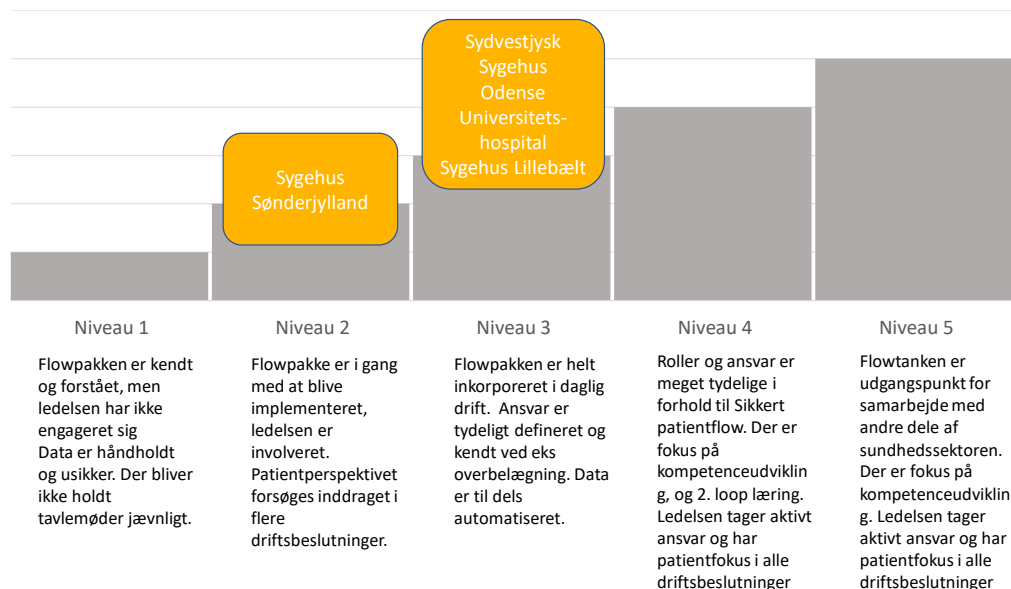 Sydvestjysk
Sygehus
Odense
Universitets-
hospital
Sygehus Lillebælt
Sygehus
Sønderjylland
Niveau 1
Flowpakken er kendt
og forstået, men
ledelsen har ikke
engageret sig
Data er håndholdt
og usikker. Der bliver
ikke holdt
tavlemøder jævnligt.
Niveau 2
Flowpakke er i gang
med at blive
implementeret,
ledelsen er
involveret.
Patientperspektivet
forsøges inddraget i
flere
driftsbeslutninger.
Niveau 3
Flowpakken er helt
inkorporeret i daglig
drift. Ansvar er
tydeligt defineret og
kendt ved eks
overbelægning. Data
er til dels
automatiseret.
Niveau 4
Roller og ansvar er
meget tydelige i
forhold til Sikkert
patientflow. Der er
fokus på
kompetenceudviklin
g, og 2. loop læring.
Ledelsen tager aktivt
ansvar og har
patientfokus i alle
driftsbeslutninger
Niveau 5
Flowtanken er
udgangspunkt for
samarbejde med
andre dele af
sundhedssektoren.
Der er fokus på
kompetenceudviklin
g. Ledelsen tager
aktivt ansvar og har
patientfokus i alle
driftsbeslutninger